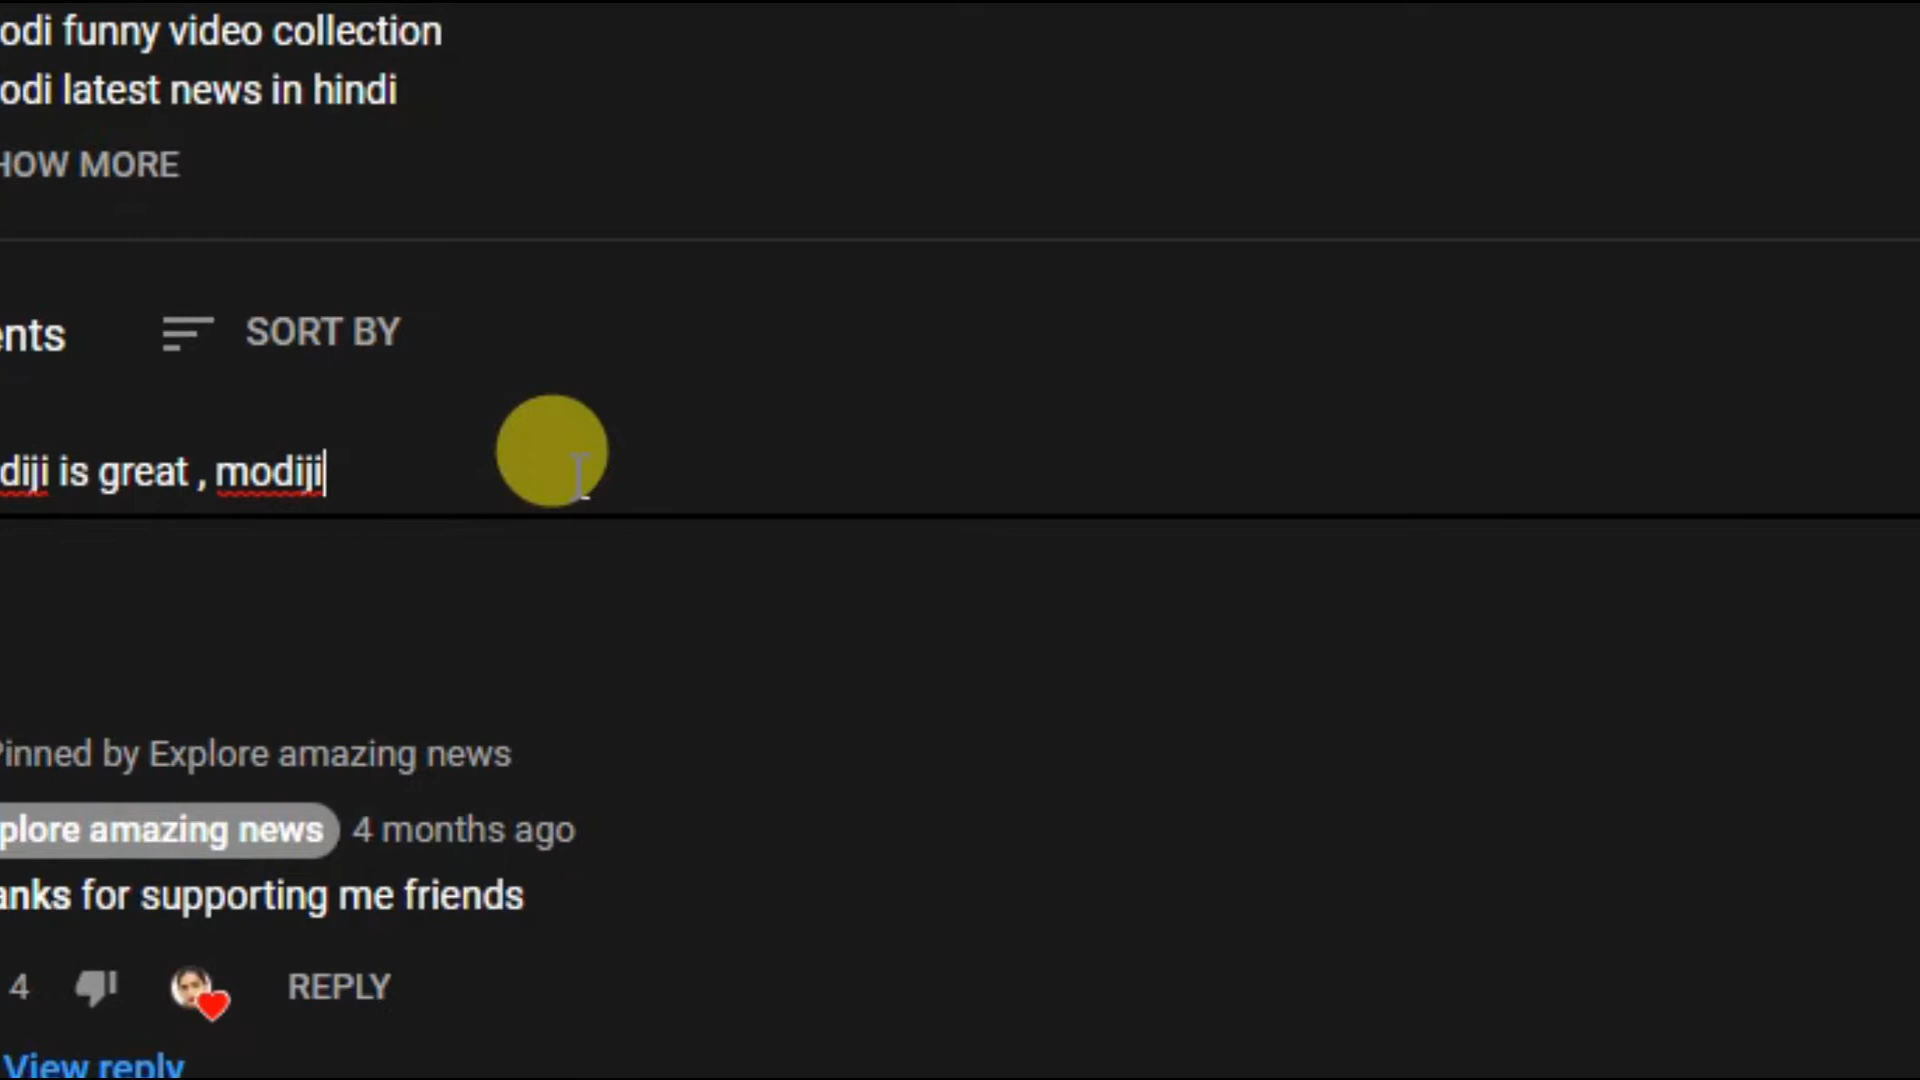 odi funny video collection
odi latest news in hindi
HOW MORE
ents SORT BY
diji is great , modiji
Pinned by Explore amazing news
plore amazing news 4 months ago
anks for supporting me friends
4 REPLY
View reply